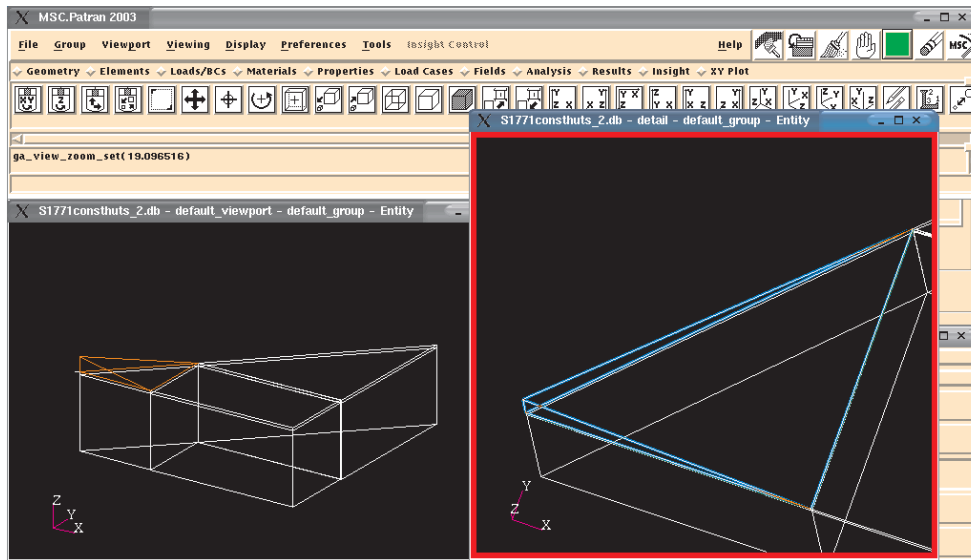 MSC.Patran 2003
File Group Viewport Viewing Display Preferences Tools Insight Control Help
Geometry Elements Loads/BCs Materials Properties Load Cases Fields Analysis Results Insight XY Plot
S1771consthuts_2.db - detail - default_group - Entity
ga_view_zoom_set(19.096516)
S1771consthuts_2.db - default_viewport - default_group - Entity
Z
Y
X
Y
Z
X